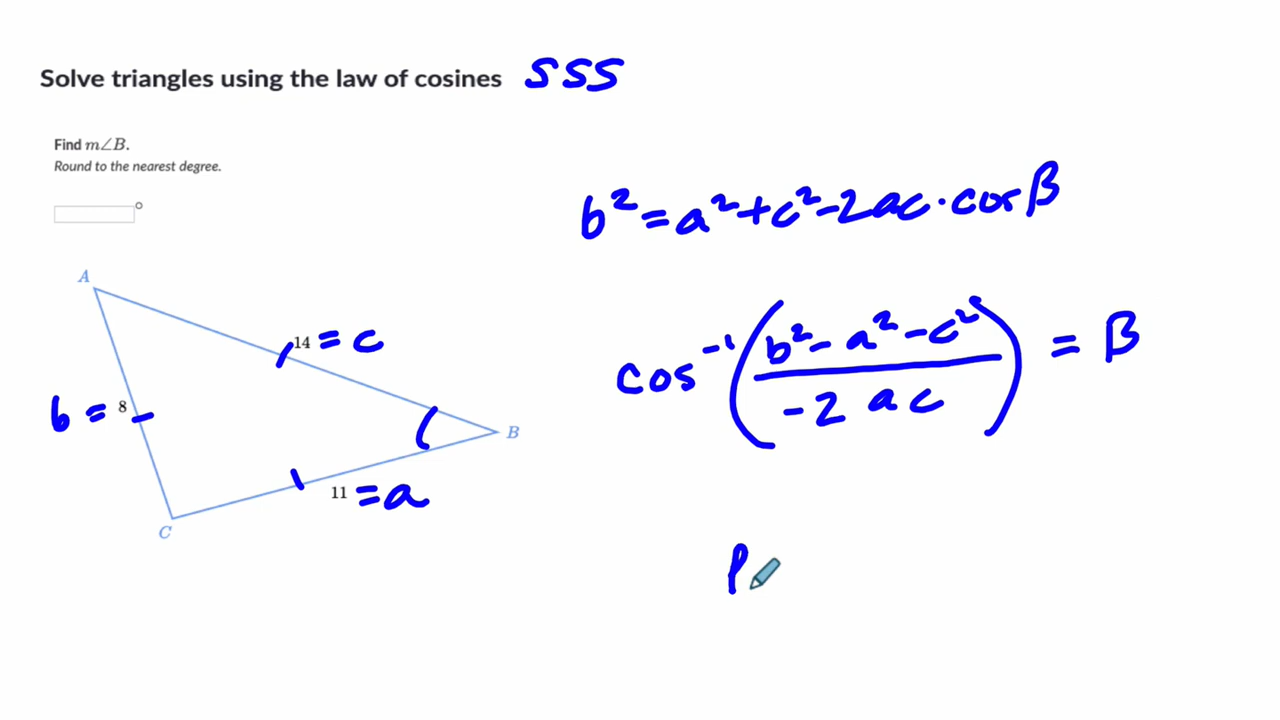 Solve triangles using the law of cosines SSS
Find m∠B.
Round to the nearest degree.
°
b² = a² + c² - 2ac · cos β
A
14 = c
cos⁻¹ ( (b² - a² - c²) / (-2ac) ) = β
b = 8
B
11 = a
C